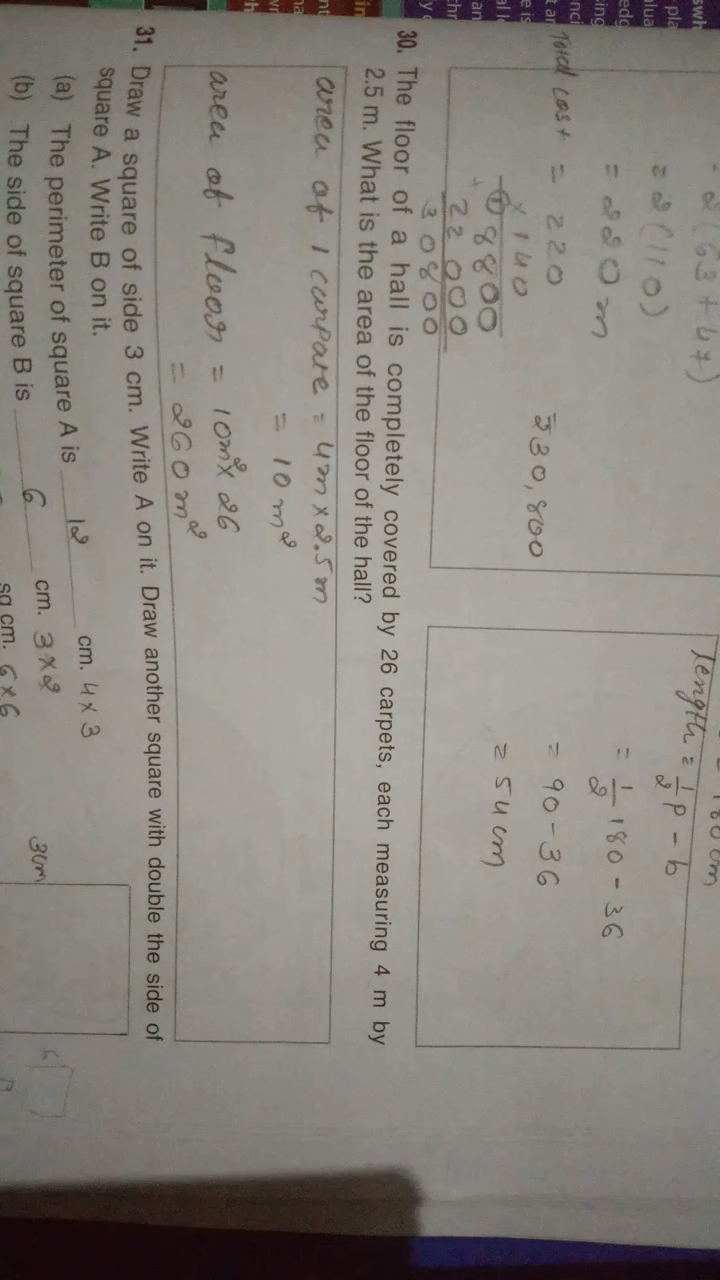 = 2(63+47)
= 2(110)
= 220 m
Total cost = 220
×140
8800
+ 22000
30800
₹30,800
length = 1/2 P - b
= 1/2 180 - 36
= 90 - 36
= 54 cm
30. The floor of a hall is completely covered by 26 carpets, each measuring 4 m by
2.5 m. What is the area of the floor of the hall?
area of 1 carpare = 4m × 2.5m
= 10 m²
area of floor = 10m² × 26
= 260 m²
31. Draw a square of side 3 cm. Write A on it. Draw another square with double the side of
square A. Write B on it.
(a) The perimeter of square A is 12 cm. 4×3
(b) The side of square B is 6 cm. 3×2
sq cm. 6×6
3cm